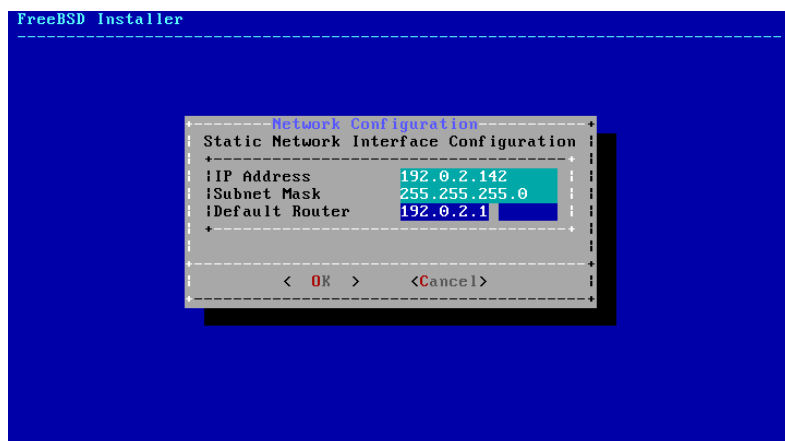 FreeBSD Installer
Network Configuration
Static Network Interface Configuration
IP Address 192.0.2.142
Subnet Mask 255.255.255.0
Default Router 192.0.2.1
< OK > <Cancel>